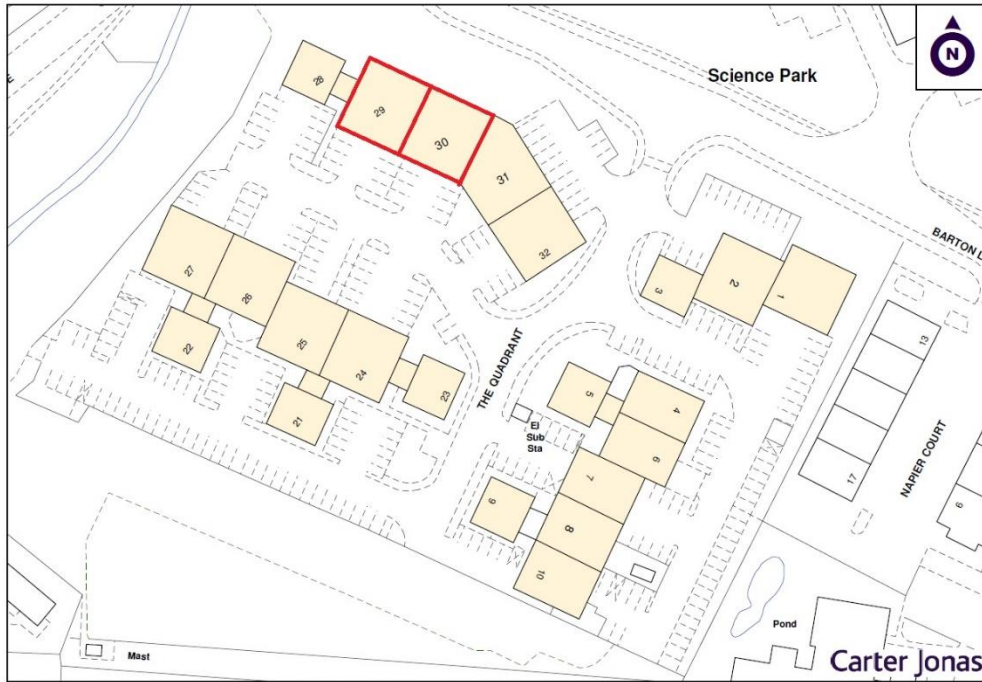 N
Science Park
28
29
30
31
32
BARTON L
27
26
25
24
22
21
23
3
2
1
THE QUADRANT
El
Sub
Sta
5
4
6
7
9
8
10
13
17
NAPIER COURT
9
Pond
Mast
Carter Jonas